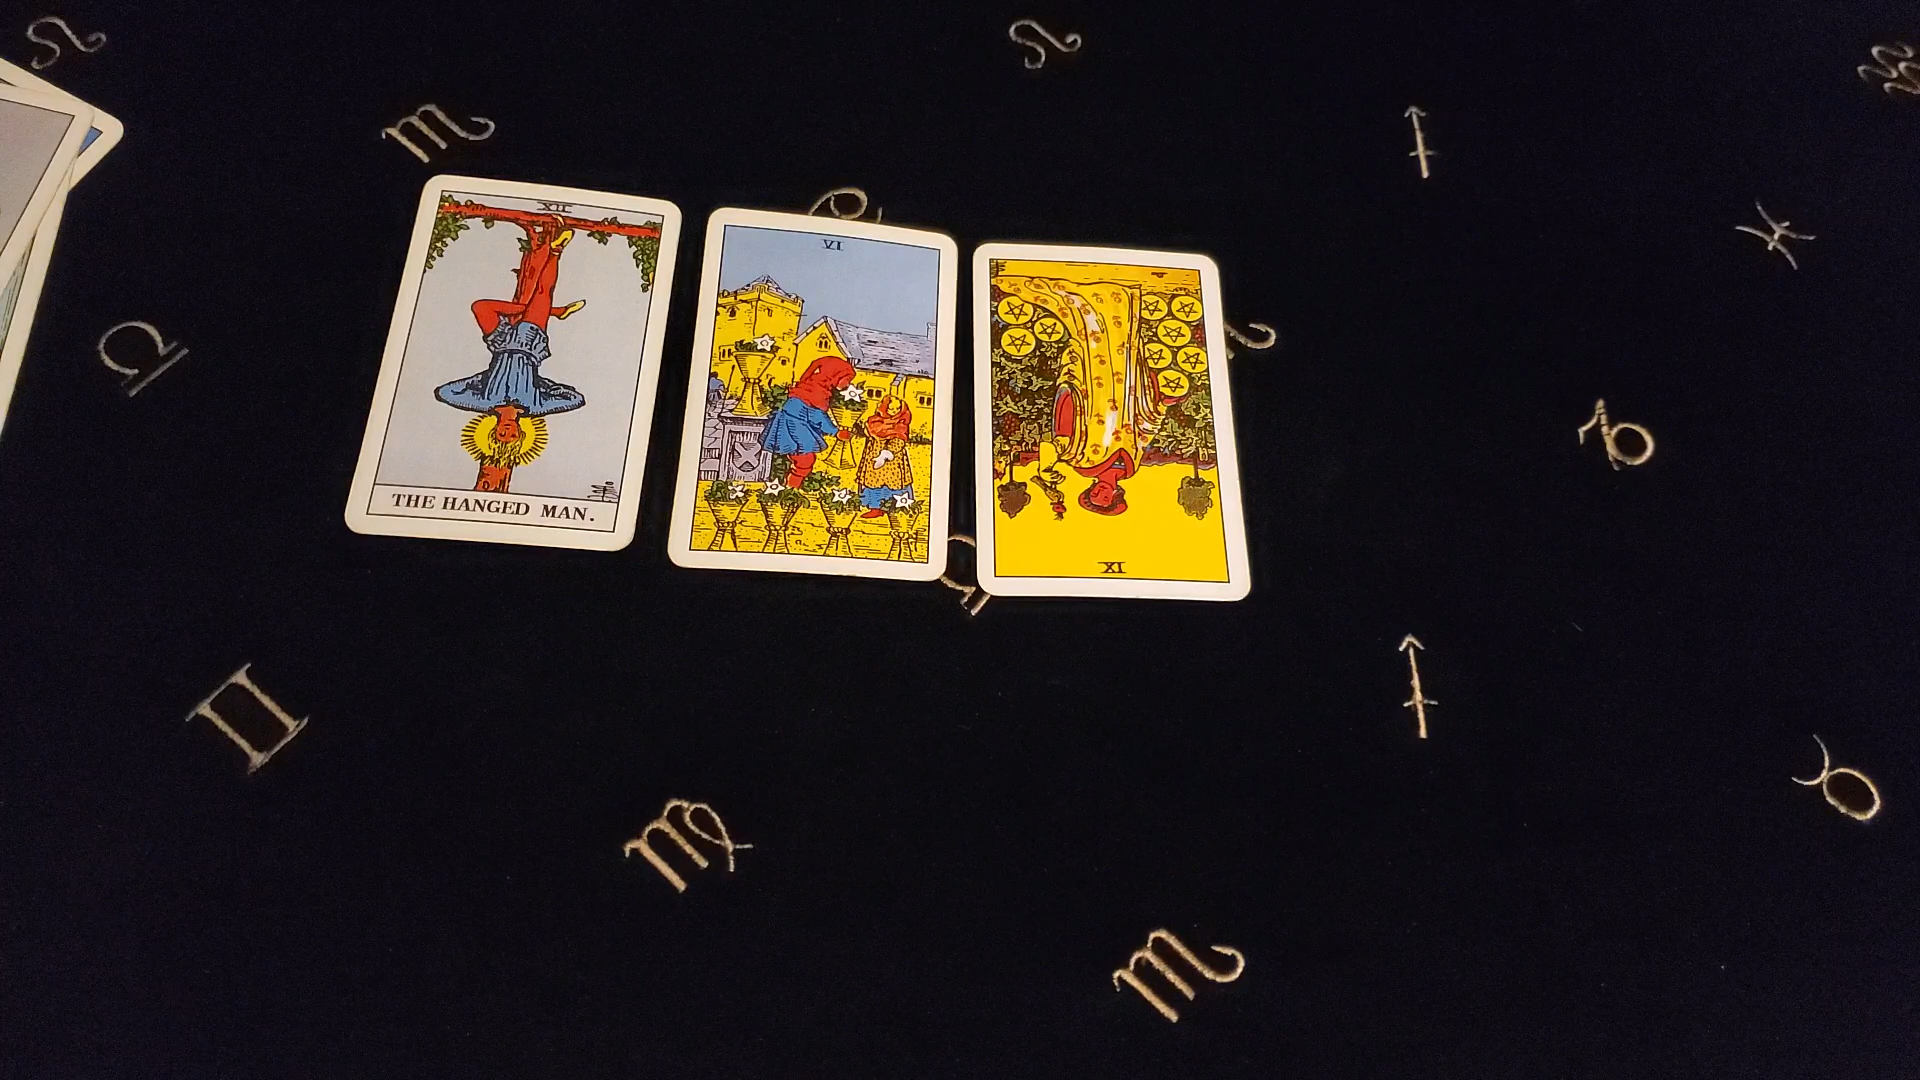 XII
THE HANGED MAN.
VI
IX